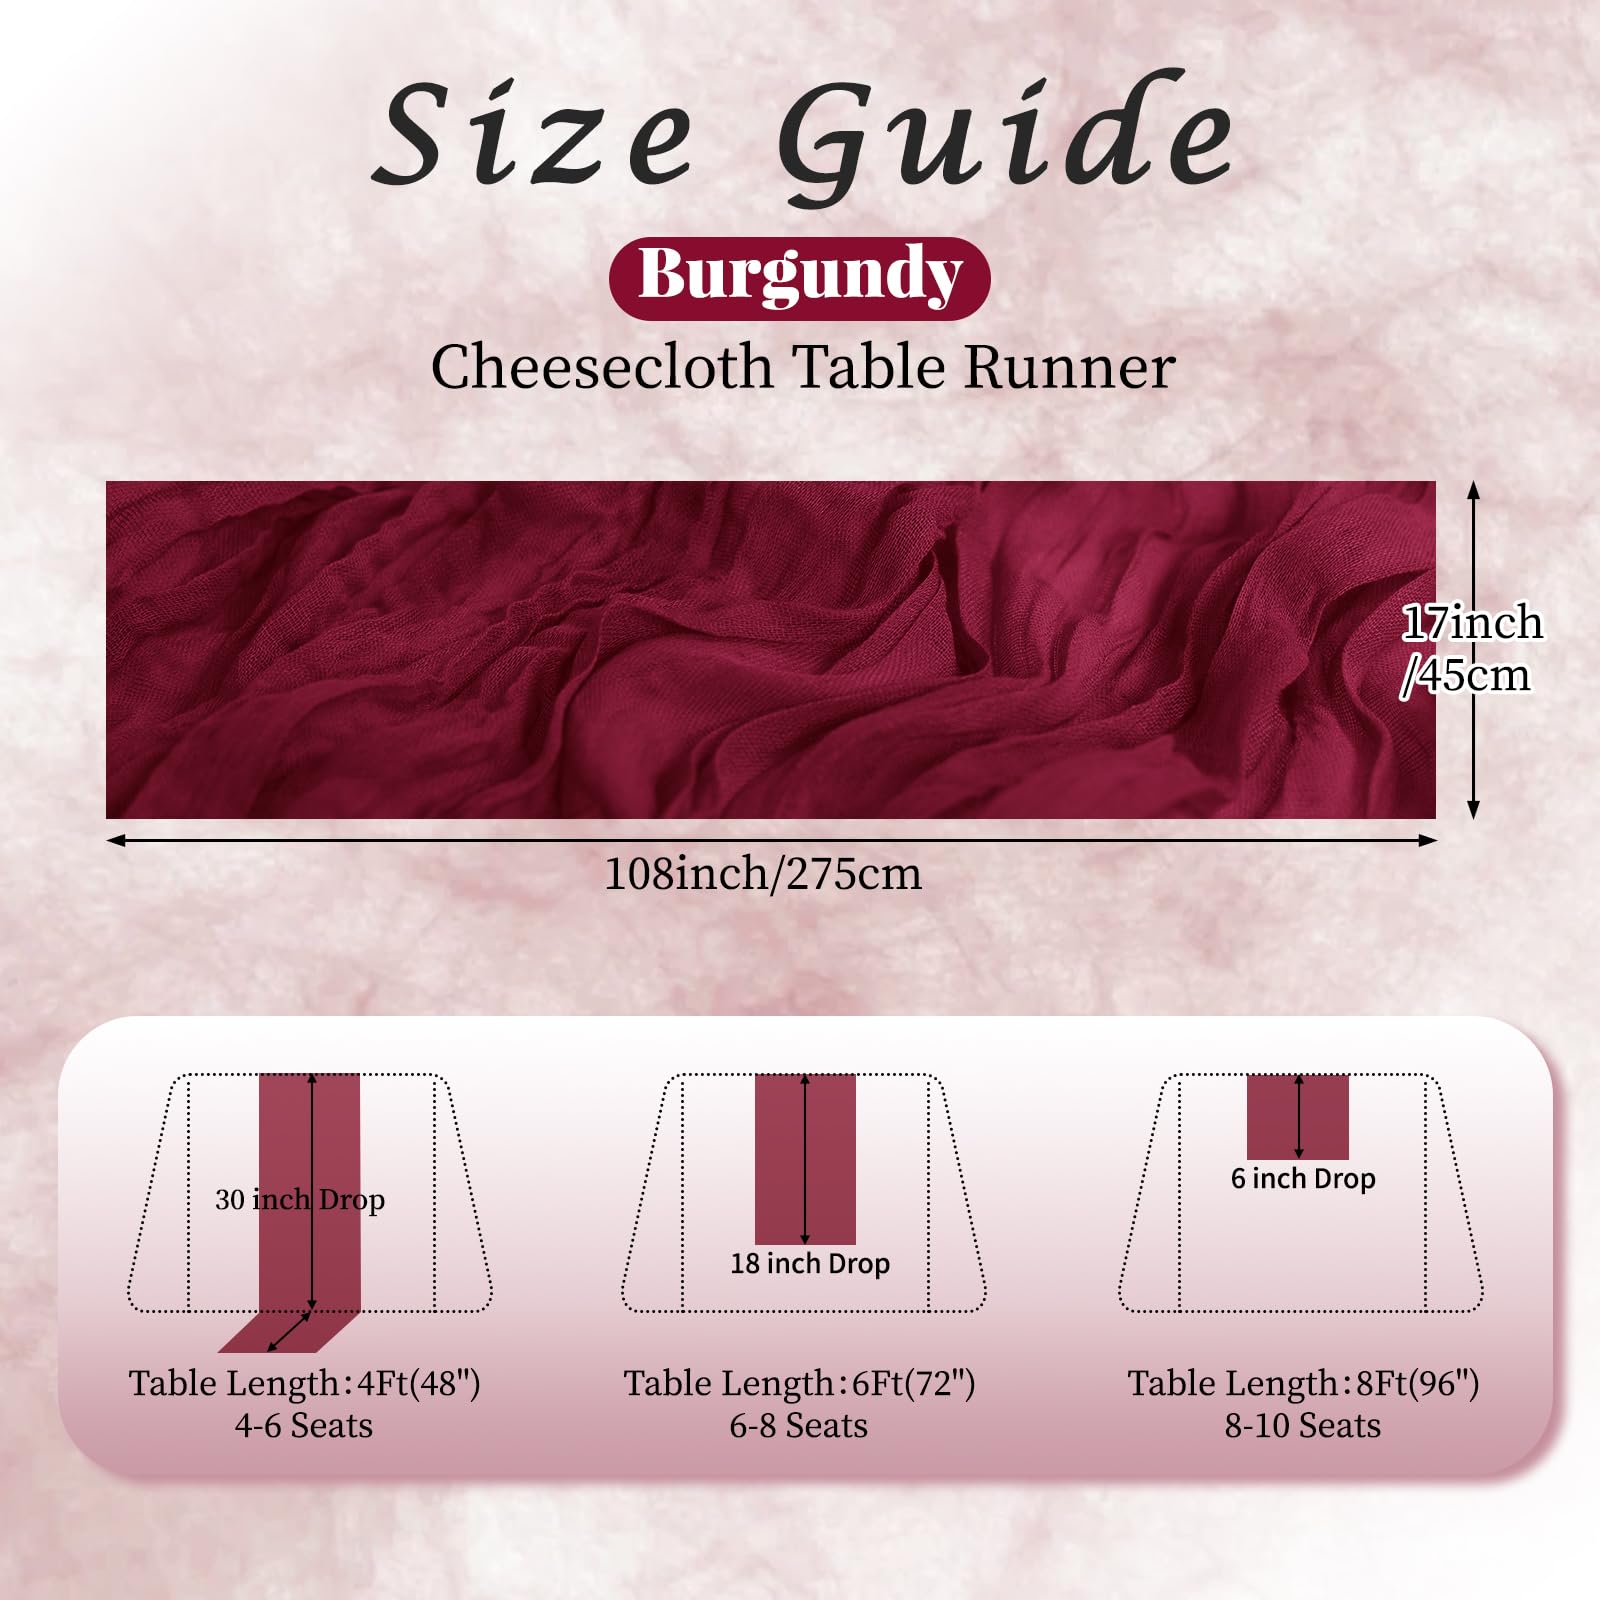 Size Guide
Burgundy
Cheesecloth Table Runner
17inch
/45cm
108inch/275cm
30 inch Drop
18 inch Drop
6 inch Drop
Table Length:4Ft(48")
4-6 Seats
Table Length:6Ft(72")
6-8 Seats
Table Length:8Ft(96")
8-10 Seats